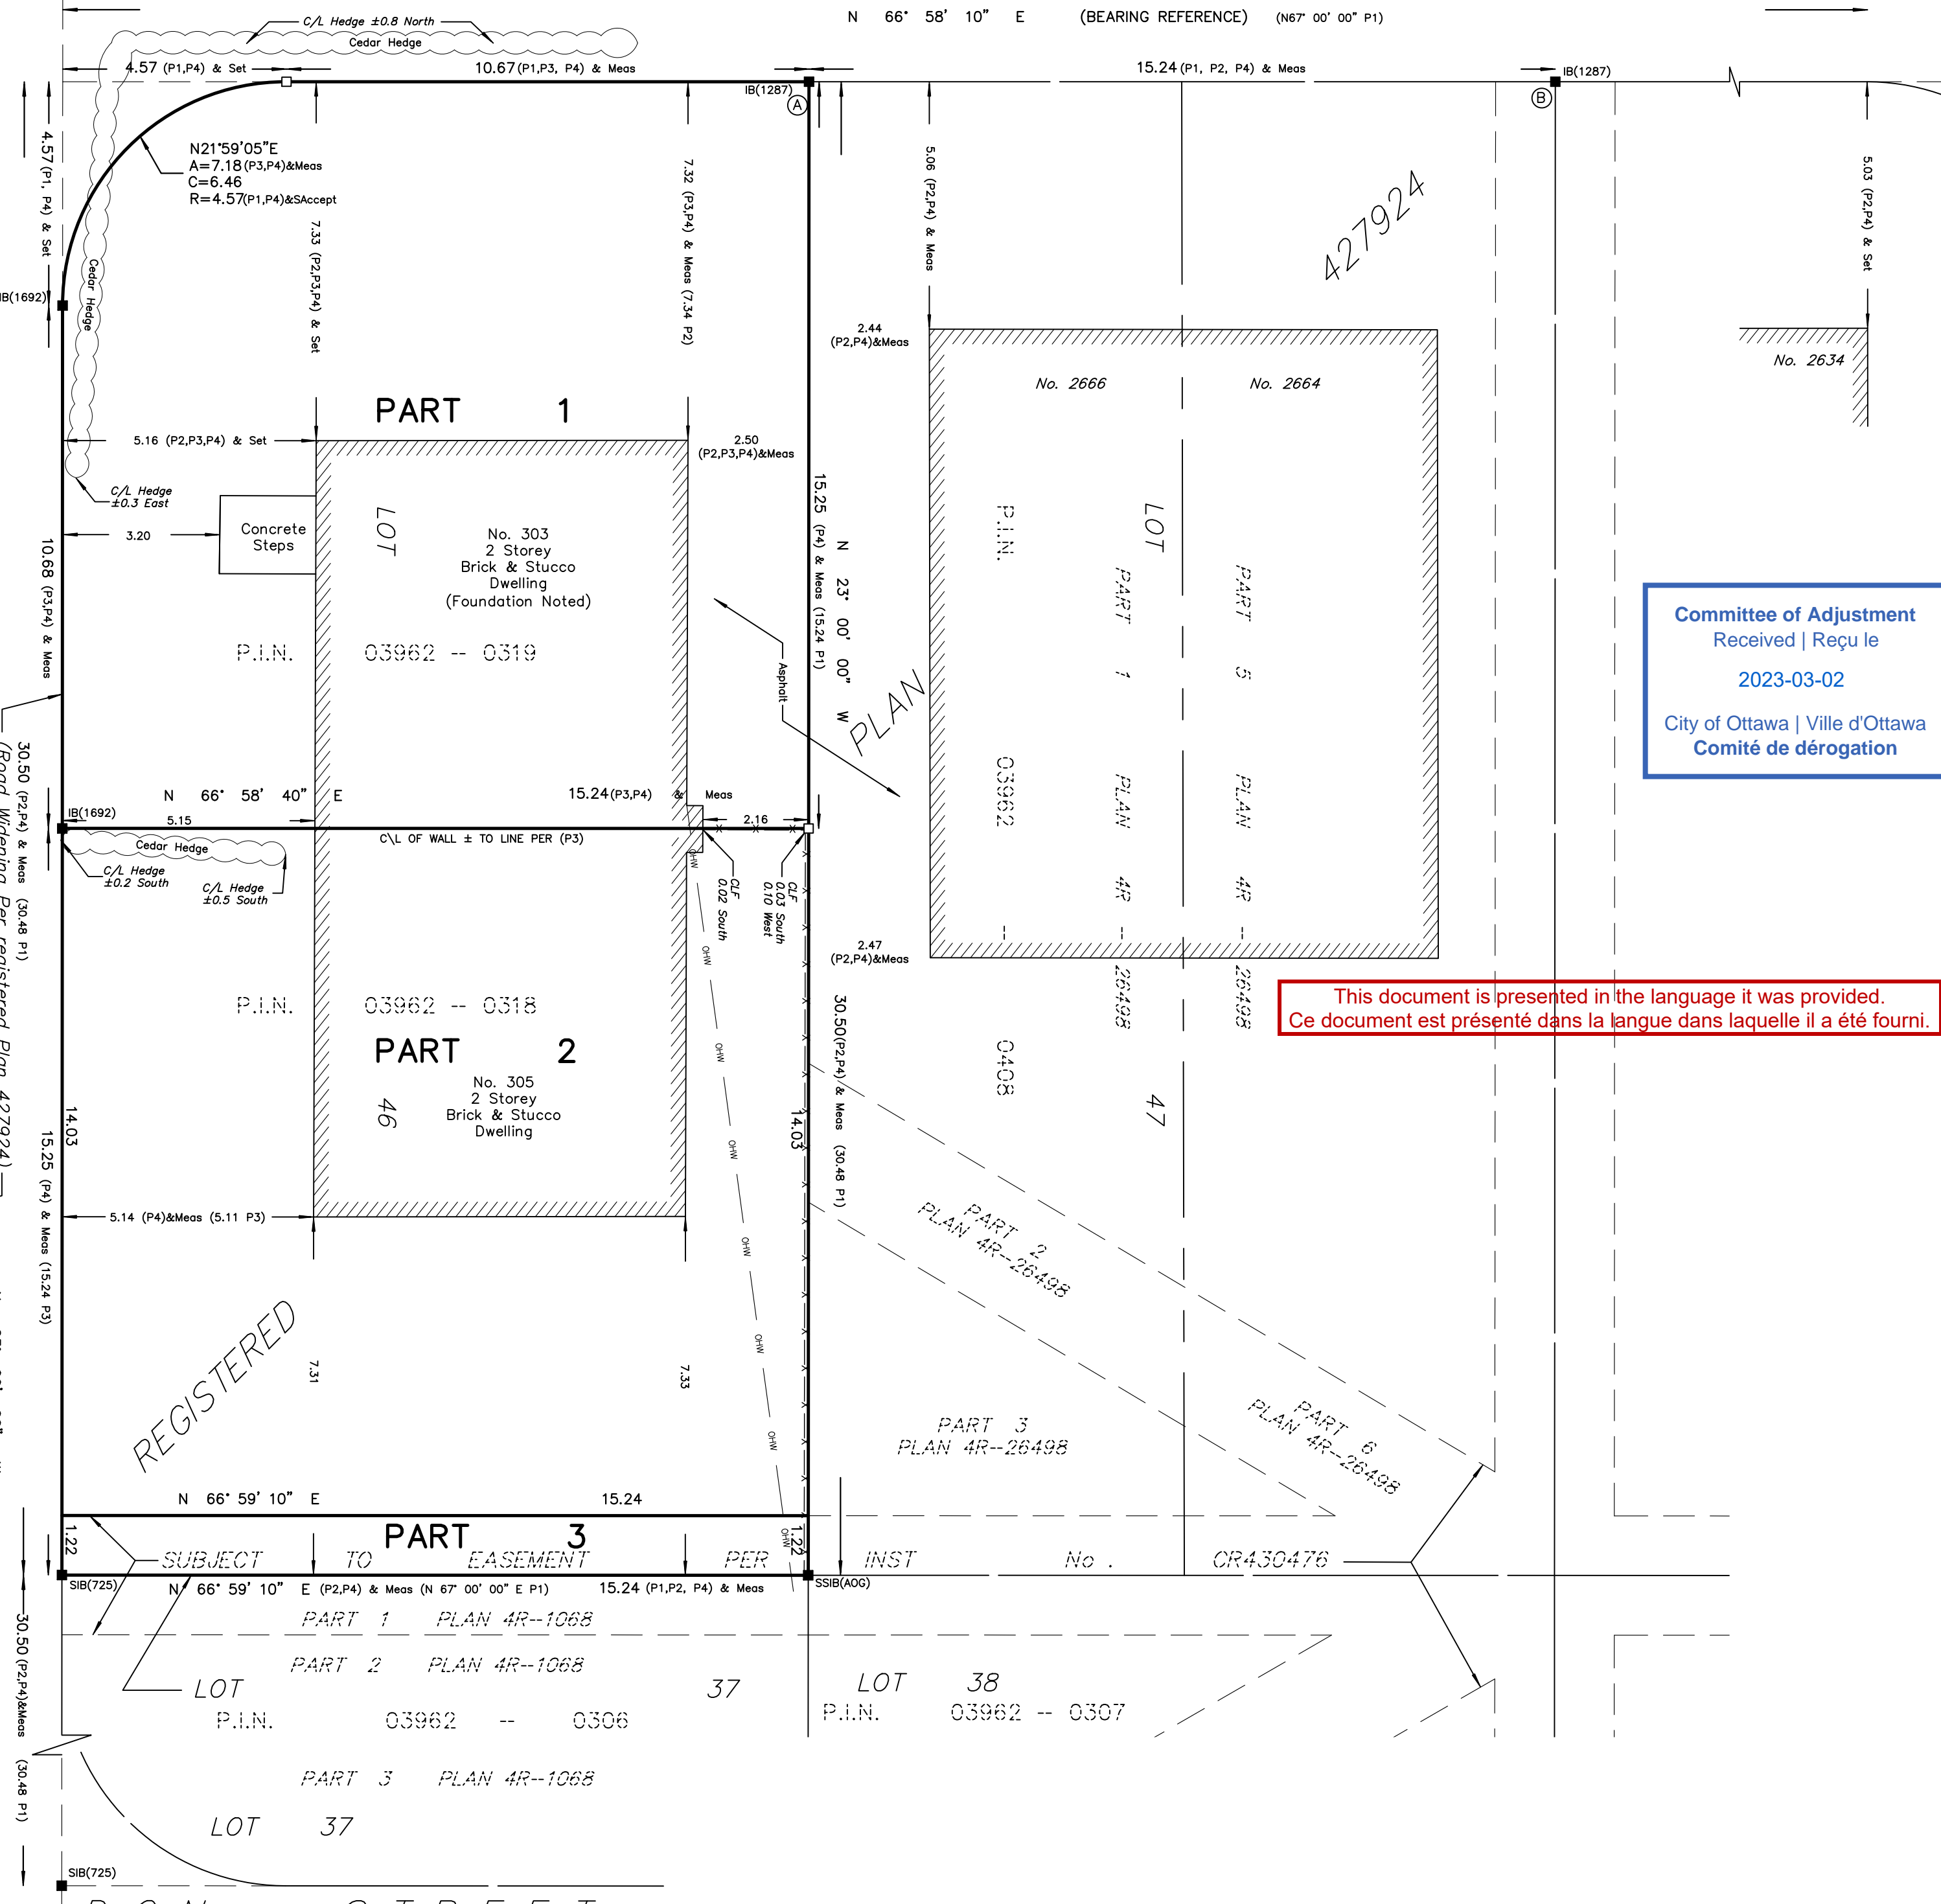 N 66° 58' 10" E (BEARING REFERENCE) (N67° 00' 00" P1)
C/L Hedge ±0.8 North
Cedar Hedge
4.57 (P1,P4) & Set
10.67 (P1,P3, P4) & Meas
15.24 (P1, P2, P4) & Meas
IB(1287)
IB(1287)
A
B
4.57 (P1, P4) & Set
N21°59'05"E
A=7.18 (P3,P4)&Meas
C=6.46
R=4.57(P1,P4)&SAccept
Cedar Hedge
IB(1692)
7.33 (P2,P3,P4) & Set
7.32 (P3,P4) & Meas (7.34 P2)
5.06 (P2,P4) & Meas
5.03 (P2,P4) & Set
427924
2.44
(P2,P4)&Meas
No. 2666
No. 2664
No. 2634
PART 1
5.16 (P2,P3,P4) & Set
2.50
(P2,P3,P4)&Meas
C/L Hedge
±0.3 East
3.20
Concrete
Steps
LOT
No. 303
2 Storey
Brick & Stucco
Dwelling
(Foundation Noted)
P.I.N. 03962 -- 0319
10.68 (P3,P4) & Meas
15.25 (P4) & Meas (15.24 P1)
N 23° 00' 00" W
Asphalt
PLAN
P.I.N. 03962 -- 0408
LOT 47
PART 1 PLAN 4R -- 26498
PART 5 PLAN 4R -- 26498
Committee of Adjustment
Received | Reçu le
2023-03-02
City of Ottawa | Ville d'Ottawa
Comité de dérogation
30.50 (P2,P4) & Meas (30.48 P1)
(Road Widening Per registered Plan 427924)
N 66° 58' 40" E
15.24(P3,P4) & Meas
IB(1692)
5.15
2.16
C\L OF WALL ± TO LINE PER (P3)
Cedar Hedge
C/L Hedge
±0.2 South
C/L Hedge
±0.5 South
CLF
0.02 South
CLF
0.03 South
0.10 West
OHW
OHW
OHW
OHW
OHW
OHW
OHW
OHW
2.47
(P2,P4)&Meas
30.50(P2,P4) & Meas (30.48 P1)
This document is presented in the language it was provided.
Ce document est présenté dans la langue dans laquelle il a été fourni.
P.I.N. 03962 -- 0318
PART 2
46
No. 305
2 Storey
Brick & Stucco
Dwelling
14.03
14.03
15.25 (P4) & Meas (15.24 P3)
5.14 (P4)&Meas (5.11 P3)
PART 2
PLAN 4R--26498
REGISTERED
7.31
7.33
PART 3
PLAN 4R--26498
PART 6
PLAN 4R--26498
N 66° 59' 10" E
15.24
1.22
PART 3
1.22
SUBJECT TO EASEMENT PER INST No. CR430476
SIB(725)
N 66° 59' 10" E (P2,P4) & Meas (N 67° 00' 00" E P1)
15.24 (P1,P2, P4) & Meas
SSIB(AOG)
PART 1 PLAN 4R--1068
PART 2 PLAN 4R--1068
LOT 37
P.I.N. 03962 -- 0306
LOT 38
P.I.N. 03962 -- 0307
30.50 (P2,P4)&Meas (30.48 P1)
PART 3 PLAN 4R--1068
LOT 37
SIB(725)